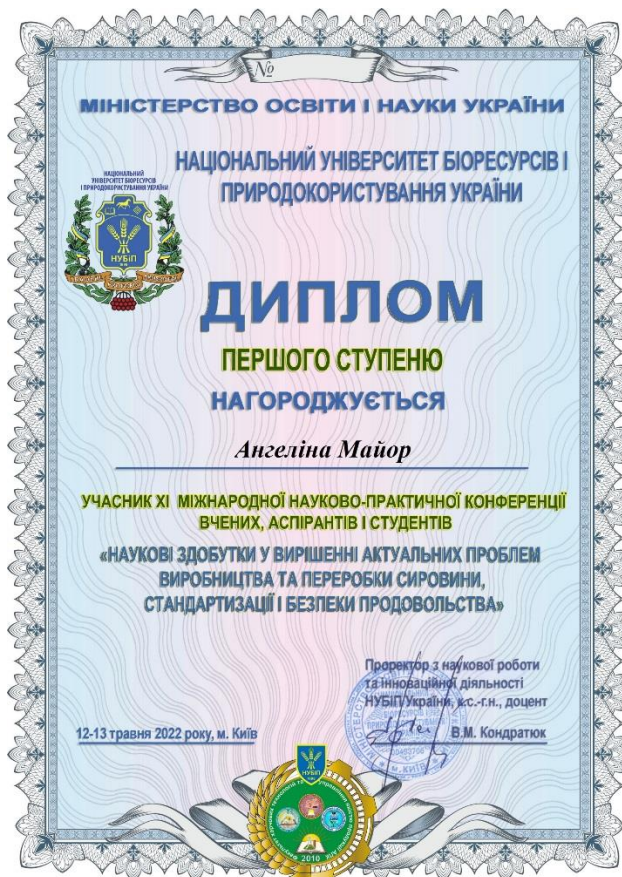 №
МІНІСТЕРСТВО ОСВІТИ І НАУКИ УКРАЇНИ
НАЦІОНАЛЬНИЙ УНІВЕРСИТЕТ БІОРЕСУРСІВ І
ПРИРОДОКОРИСТУВАННЯ УКРАЇНИ
НАЦІОНАЛЬНИЙ
УНІВЕРСИТЕТ БІОРЕСУРСІВ
І ПРИРОДОКОРИСТУВАННЯ УКРАЇНИ
НУБІП
ДИПЛОМ
ПЕРШОГО СТУПЕНЮ
НАГОРОДЖУЄТЬСЯ
Ангеліна Майор
УЧАСНИК XI МІЖНАРОДНОЇ НАУКОВО-ПРАКТИЧНОЇ КОНФЕРЕНЦІЇ
ВЧЕНИХ, АСПІРАНТІВ І СТУДЕНТІВ
«НАУКОВІ ЗДОБУТКИ У ВИРІШЕННІ АКТУАЛЬНИХ ПРОБЛЕМ
ВИРОБНИЦТВА ТА ПЕРЕРОБКИ СИРОВИНИ,
СТАНДАРТИЗАЦІЇ І БЕЗПЕКИ ПРОДОВОЛЬСТВА»
Проректор з наукової роботи
та інноваційної діяльності
НУБІП України, к.с.-г.н., доцент
В.М. Кондратюк
12-13 травня 2022 року, м. Київ
НУБІП
2010